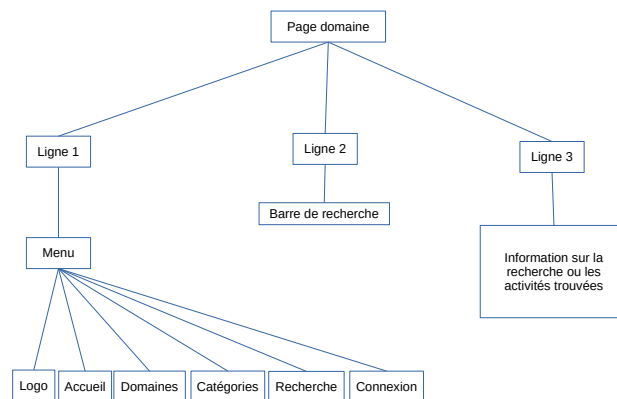 Page domaine
Ligne 1
Ligne 2
Ligne 3
Barre de recherche
Menu
Information sur la
recherche ou les
activités trouvées
Logo
Accueil
Domaines
Catégories
Recherche
Connexion